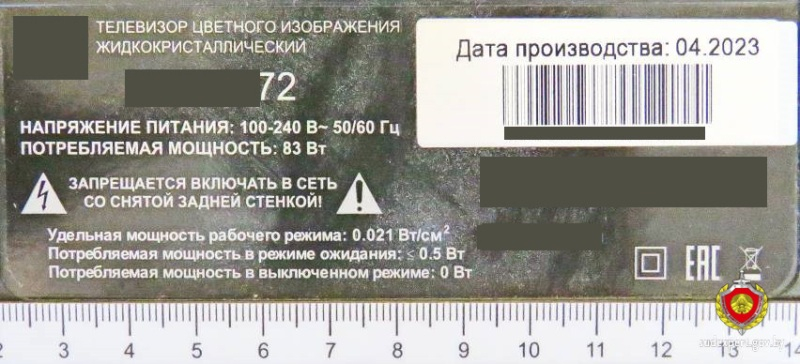 ТЕЛЕВИЗОР ЦВЕТНОГО ИЗОБРАЖЕНИЯ
ЖИДКОКРИСТАЛЛИЧЕСКИЙ
72
НАПРЯЖЕНИЕ ПИТАНИЯ: 100-240 В~ 50/60 Гц
ПОТРЕБЛЯЕМАЯ МОЩНОСТЬ: 83 Вт
ЗАПРЕЩАЕТСЯ ВКЛЮЧАТЬ В СЕТЬ
СО СНЯТОЙ ЗАДНЕЙ СТЕНКОЙ!
Удельная мощность рабочего режима: 0.021 Вт/см²
Потребляемая мощность в режиме ожидания: ≤ 0.5 Вт
Потребляемая мощность в выключенном режиме: 0 Вт
Дата производства: 04.2023
EAC
2 3 4 5 6 7 8 9 10 11 12 13 14